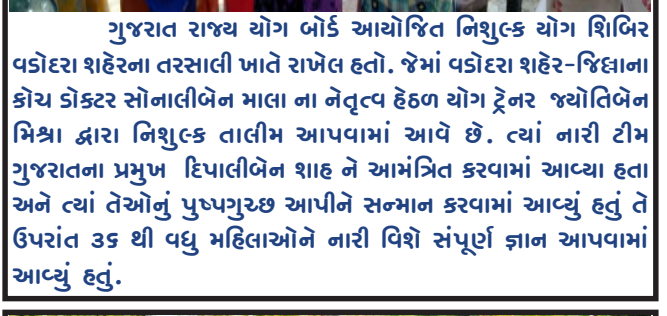 ગુજરાત રાજ્ય યોગ બોર્ડ આયોજિત નિશુલ્ક યોગ શિબિર
વડોદરા શહેરના તરસાલી ખાતે રાખેલ હતો. જેમાં વડોદરા શહેર-જિલ્લાના
કોચ ડોકટર સોનાલીબેન માલા ના નેતૃત્વ હેઠળ યોગ ટ્રેનર જ્યોતિબેન
મિશ્રા દ્વારા નિશુલ્ક તાલીમ આપવામાં આવે છે. ત્યાં નારી ટીમ
ગુજરાતના પ્રમુખ દિપાલીબેન શાહ ને આમંત્રિત કરવામાં આવ્યા હતા
અને ત્યાં તેઓનું પુષ્પગુચ્છ આપીને સન્માન કરવામાં આવ્યું હતું તે
ઉપરાંત ૩૬ થી વધુ મહિલાઓને નારી વિશે સંપૂર્ણ જ્ઞાન આપવામાં
આવ્યું હતું.